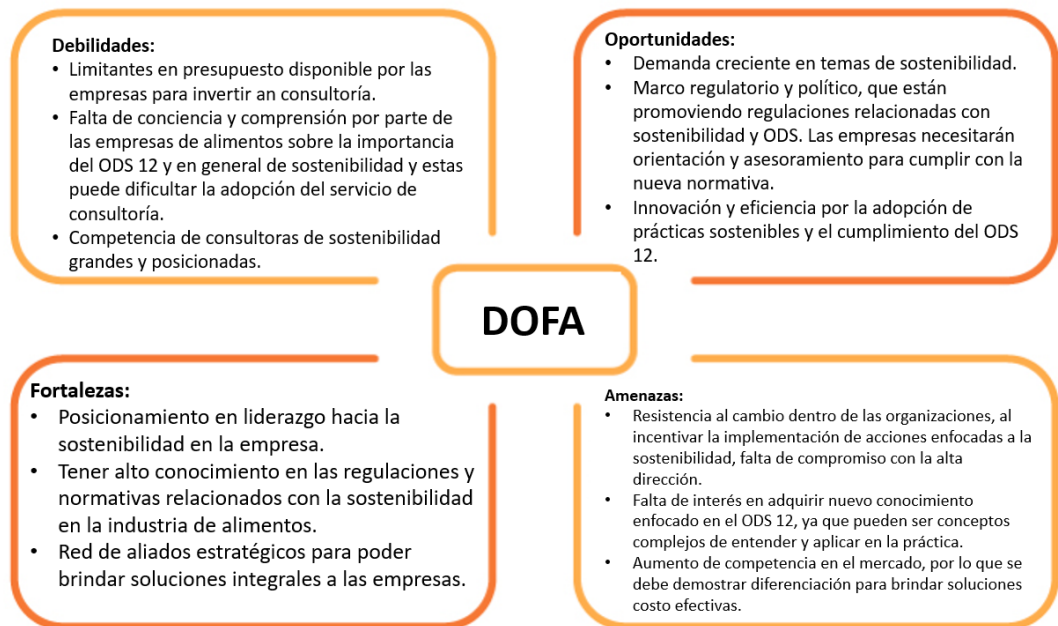 Debilidades:
• Limitantes en presupuesto disponible por las
empresas para invertir an consultoría.
• Falta de conciencia y comprensión por parte de
las empresas de alimentos sobre la importancia
del ODS 12 y en general de sostenibilidad y estas
puede dificultar la adopción del servicio de
consultoría.
• Competencia de consultoras de sostenibilidad
grandes y posicionadas.
Oportunidades:
• Demanda creciente en temas de sostenibilidad.
• Marco regulatorio y político, que están
promoviendo regulaciones relacionadas con
sostenibilidad y ODS. Las empresas necesitarán
orientación y asesoramiento para cumplir con la
nueva normativa.
• Innovación y eficiencia por la adopción de
prácticas sostenibles y el cumplimiento del ODS
12.
DOFA
Fortalezas:
• Posicionamiento en liderazgo hacia la
sostenibilidad en la empresa.
• Tener alto conocimiento en las regulaciones y
normativas relacionados con la sostenibilidad
en la industria de alimentos.
• Red de aliados estratégicos para poder
brindar soluciones integrales a las empresas.
Amenazas:
• Resistencia al cambio dentro de las organizaciones, al
incentivar la implementación de acciones enfocadas a la
sostenibilidad, falta de compromiso con la alta
dirección.
• Falta de interés en adquirir nuevo conocimiento
enfocado en el ODS 12, ya que pueden ser conceptos
complejos de entender y aplicar en la práctica.
• Aumento de competencia en el mercado, por lo que se
debe demostrar diferenciación para brindar soluciones
costo efectivas.